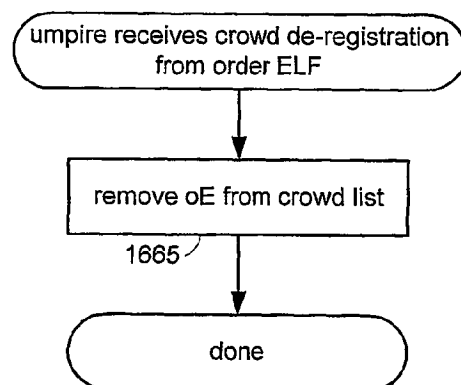 umpire receives crowd de-registration
from order ELF
remove oE from crowd list
1665
done